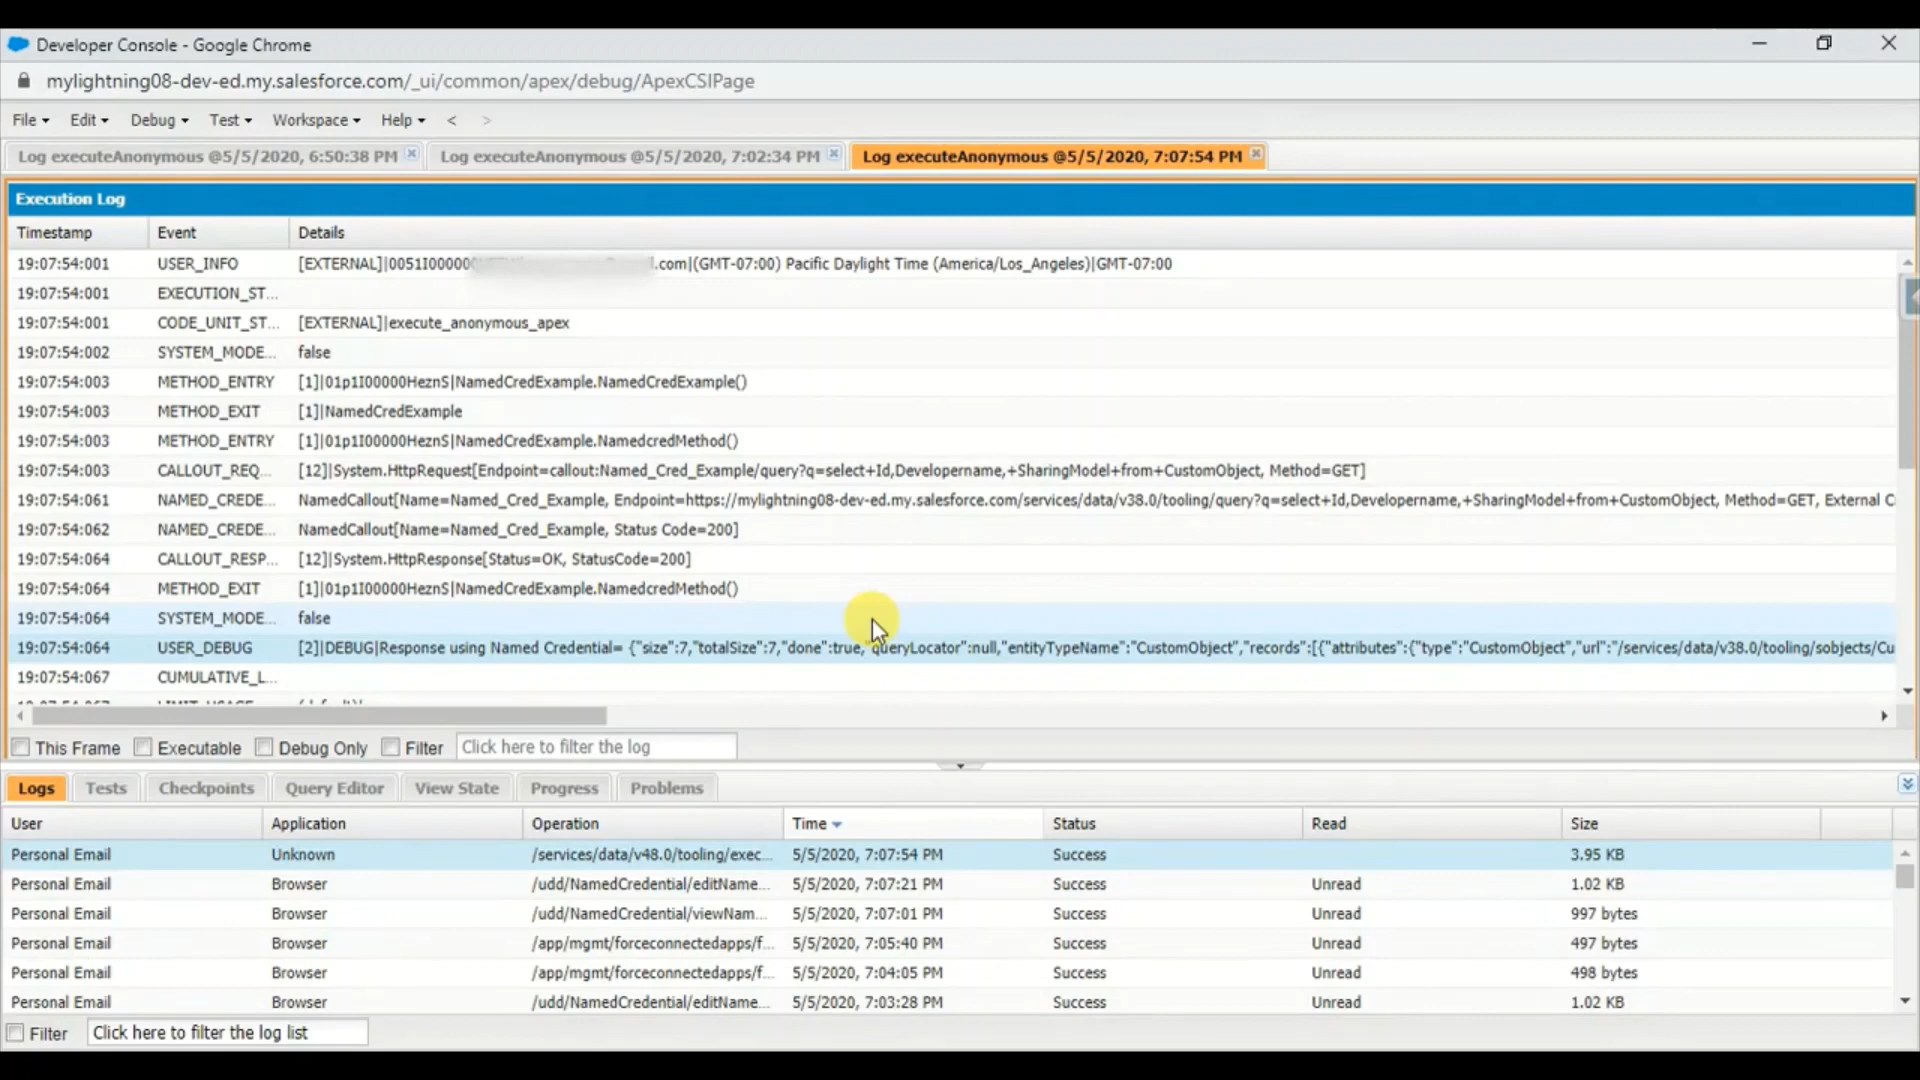 Developer Console - Google Chrome
mylightning08-dev-ed.my.salesforce.com/_ui/common/apex/debug/ApexCSIPage
File Edit Debug Test Workspace Help < >
Log executeAnonymous @5/5/2020, 6:50:38 PM Log executeAnonymous @5/5/2020, 7:02:34 PM Log executeAnonymous @5/5/2020, 7:07:54 PM
Execution Log
Timestamp Event Details
19:07:54:001 USER_INFO [EXTERNAL]|0051I00000 .com|(GMT-07:00) Pacific Daylight Time (America/Los_Angeles)|GMT-07:00
19:07:54:001 EXECUTION_ST...
19:07:54:001 CODE_UNIT_ST... [EXTERNAL]|execute_anonymous_apex
19:07:54:002 SYSTEM_MODE... false
19:07:54:003 METHOD_ENTRY [1]|01p1I00000HeznS|NamedCredExample.NamedCredExample()
19:07:54:003 METHOD_EXIT [1]|NamedCredExample
19:07:54:003 METHOD_ENTRY [1]|01p1I00000HeznS|NamedCredExample.NamedcredMethod()
19:07:54:003 CALLOUT_REQ... [12]|System.HttpRequest[Endpoint=callout:Named_Cred_Example/query?q=select+Id,Developername,+SharingModel+from+CustomObject, Method=GET]
19:07:54:061 NAMED_CREDE... NamedCallout[Name=Named_Cred_Example, Endpoint=https://mylightning08-dev-ed.my.salesforce.com/services/data/v38.0/tooling/query?q=select+Id,Developername,+SharingModel+from+CustomObject, Method=GET, External C
19:07:54:062 NAMED_CREDE... NamedCallout[Name=Named_Cred_Example, Status Code=200]
19:07:54:064 CALLOUT_RESP... [12]|System.HttpResponse[Status=OK, StatusCode=200]
19:07:54:064 METHOD_EXIT [1]|01p1I00000HeznS|NamedCredExample.NamedcredMethod()
19:07:54:064 SYSTEM_MODE... false
19:07:54:064 USER_DEBUG [2]|DEBUG|Response using Named Credential= {"size":7,"totalSize":7,"done":true,"queryLocator":null,"entityTypeName":"CustomObject","records":[{"attributes":{"type":"CustomObject","url":"/services/data/v38.0/tooling/sobjects/Cu
19:07:54:067 CUMULATIVE_L...
This Frame Executable Debug Only Filter Click here to filter the log
Logs Tests Checkpoints Query Editor View State Progress Problems
User Application Operation Time Status Read Size
Personal Email Unknown /services/data/v48.0/tooling/exec... 5/5/2020, 7:07:54 PM Success 3.95 KB
Personal Email Browser /udd/NamedCredential/editName... 5/5/2020, 7:07:21 PM Success Unread 1.02 KB
Personal Email Browser /udd/NamedCredential/viewNam... 5/5/2020, 7:07:01 PM Success Unread 997 bytes
Personal Email Browser /app/mgmt/forceconnectedapps/f... 5/5/2020, 7:05:40 PM Success Unread 497 bytes
Personal Email Browser /app/mgmt/forceconnectedapps/f... 5/5/2020, 7:04:05 PM Success Unread 498 bytes
Personal Email Browser /udd/NamedCredential/editName... 5/5/2020, 7:03:28 PM Success Unread 1.02 KB
Filter Click here to filter the log list